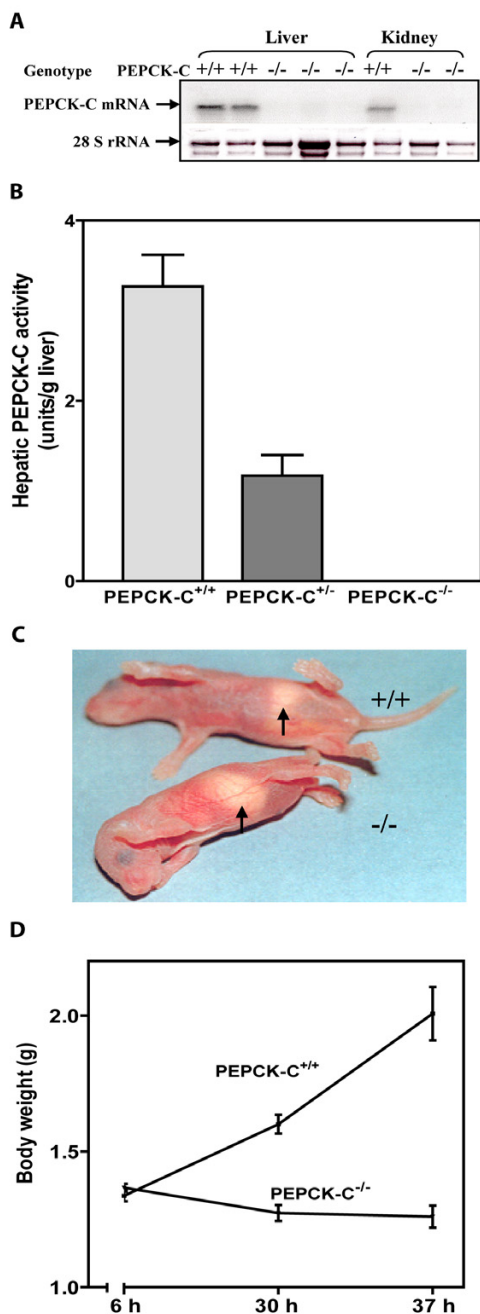 A
Liver Kidney
Genotype PEPCK-C +/+ +/+ -/- -/- -/- +/+ -/- -/-
PEPCK-C mRNA
28 S rRNA
B
Hepatic PEPCK-C activity
(units/g liver)
4
2
0
PEPCK-C+/+ PEPCK-C+/- PEPCK-C-/-
C
+/+
-/-
D
Body weight (g)
2.0
1.5
1.0
PEPCK-C+/+
PEPCK-C-/-
6 h 30 h 37 h